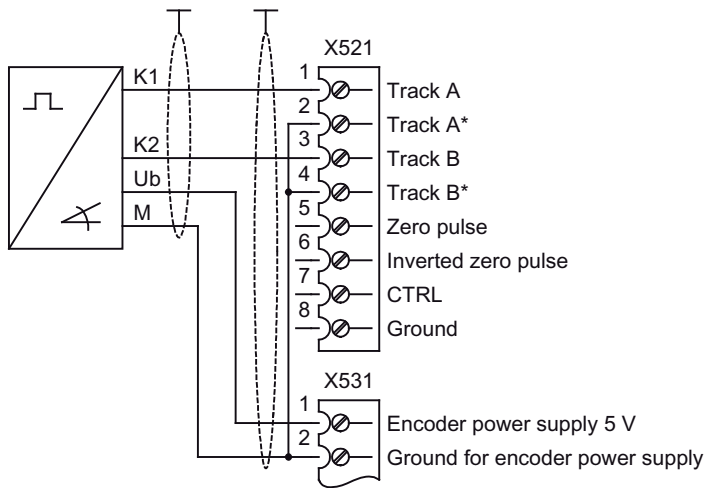 X521
K1
1
Track A
2
Track A*
K2
3
Track B
Ub
4
Track B*
M
5
Zero pulse
6
Inverted zero pulse
7
CTRL
8
Ground
X531
1
Encoder power supply 5 V
2
Ground for encoder power supply